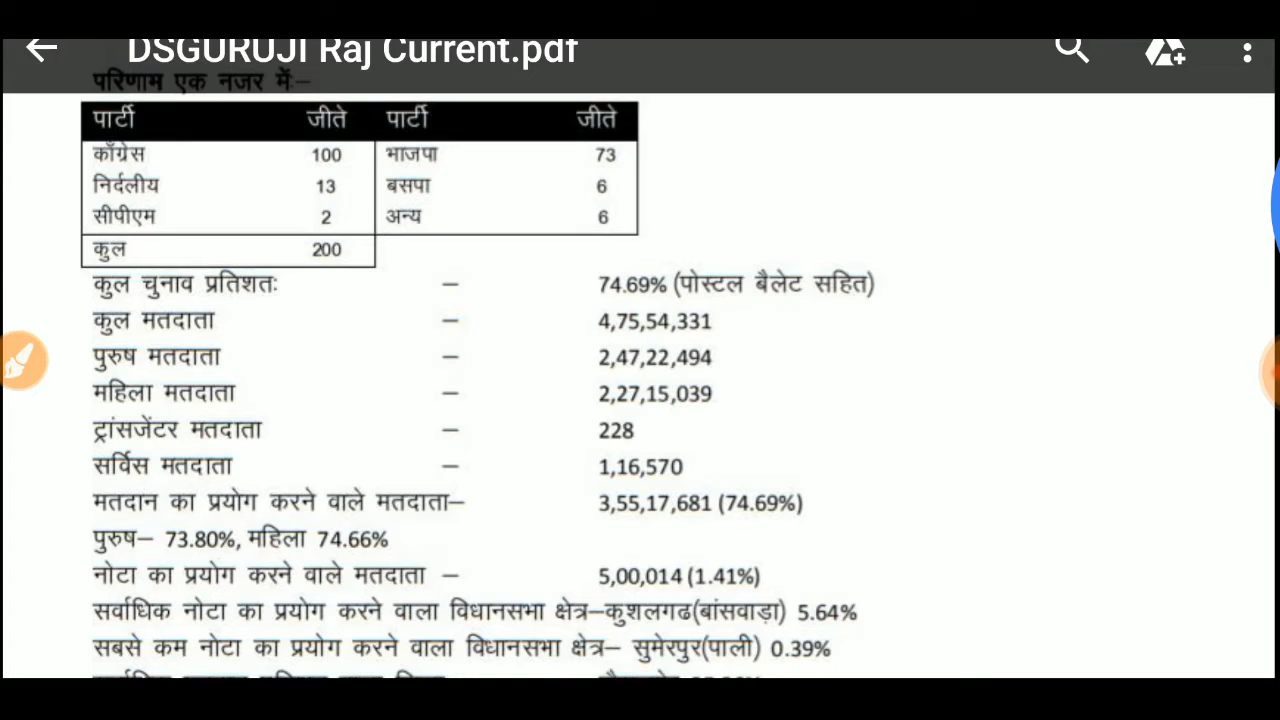 DSGURUJI Raj Current.pdf
परिणाम एक नजर में:–
पार्टी जीते पार्टी जीते
काँग्रेस 100 भाजपा 73
निर्दलीय 13 बसपा 6
सीपीएम 2 अन्य 6
कुल 200
कुल चुनाव प्रतिशतः – 74.69% (पोस्टल बैलेट सहित)
कुल मतदाता – 4,75,54,331
पुरुष मतदाता – 2,47,22,494
महिला मतदाता – 2,27,15,039
ट्रांसजेंटर मतदाता – 228
सर्विस मतदाता – 1,16,570
मतदान का प्रयोग करने वाले मतदाता– 3,55,17,681 (74.69%)
पुरुष– 73.80%, महिला 74.66%
नोटा का प्रयोग करने वाले मतदाता – 5,00,014 (1.41%)
सर्वाधिक नोटा का प्रयोग करने वाला विधानसभा क्षेत्र–कुशलगढ(बांसवाड़ा) 5.64%
सबसे कम नोटा का प्रयोग करने वाला विधानसभा क्षेत्र– सुमेरपुर(पाली) 0.39%